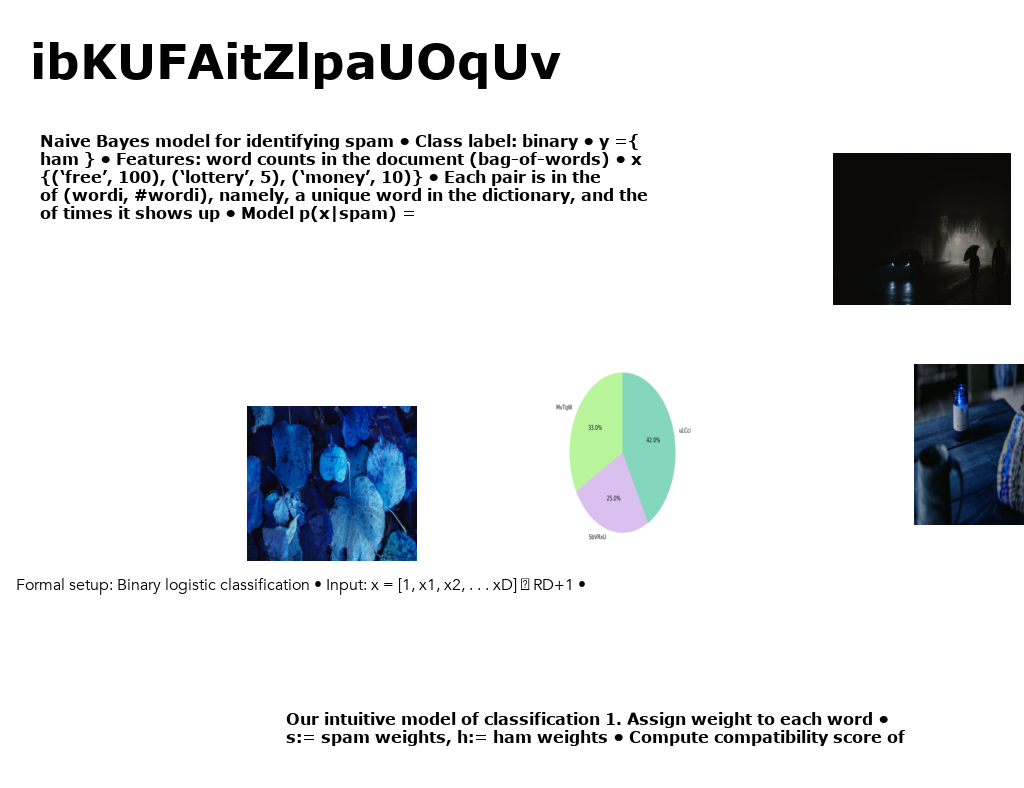 ibKUFAitZlpaUOqUv
Naive Bayes model for identifying spam • Class label: binary • y ={
ham } • Features: word counts in the document (bag-of-words) • x
{(‘free’, 100), (‘lottery’, 5), (‘money’, 10)} • Each pair is in the
of (wordi, #wordi), namely, a unique word in the dictionary, and the
of times it shows up • Model p(x|spam) =
MvTqW
33.0%
42.0%
uLCci
25.0%
SbVRxU
Formal setup: Binary logistic classification • Input: x = [1, x1, x2, . . . xD] RD+1 •
Our intuitive model of classification 1. Assign weight to each word •
s:= spam weights, h:= ham weights • Compute compatibility score of